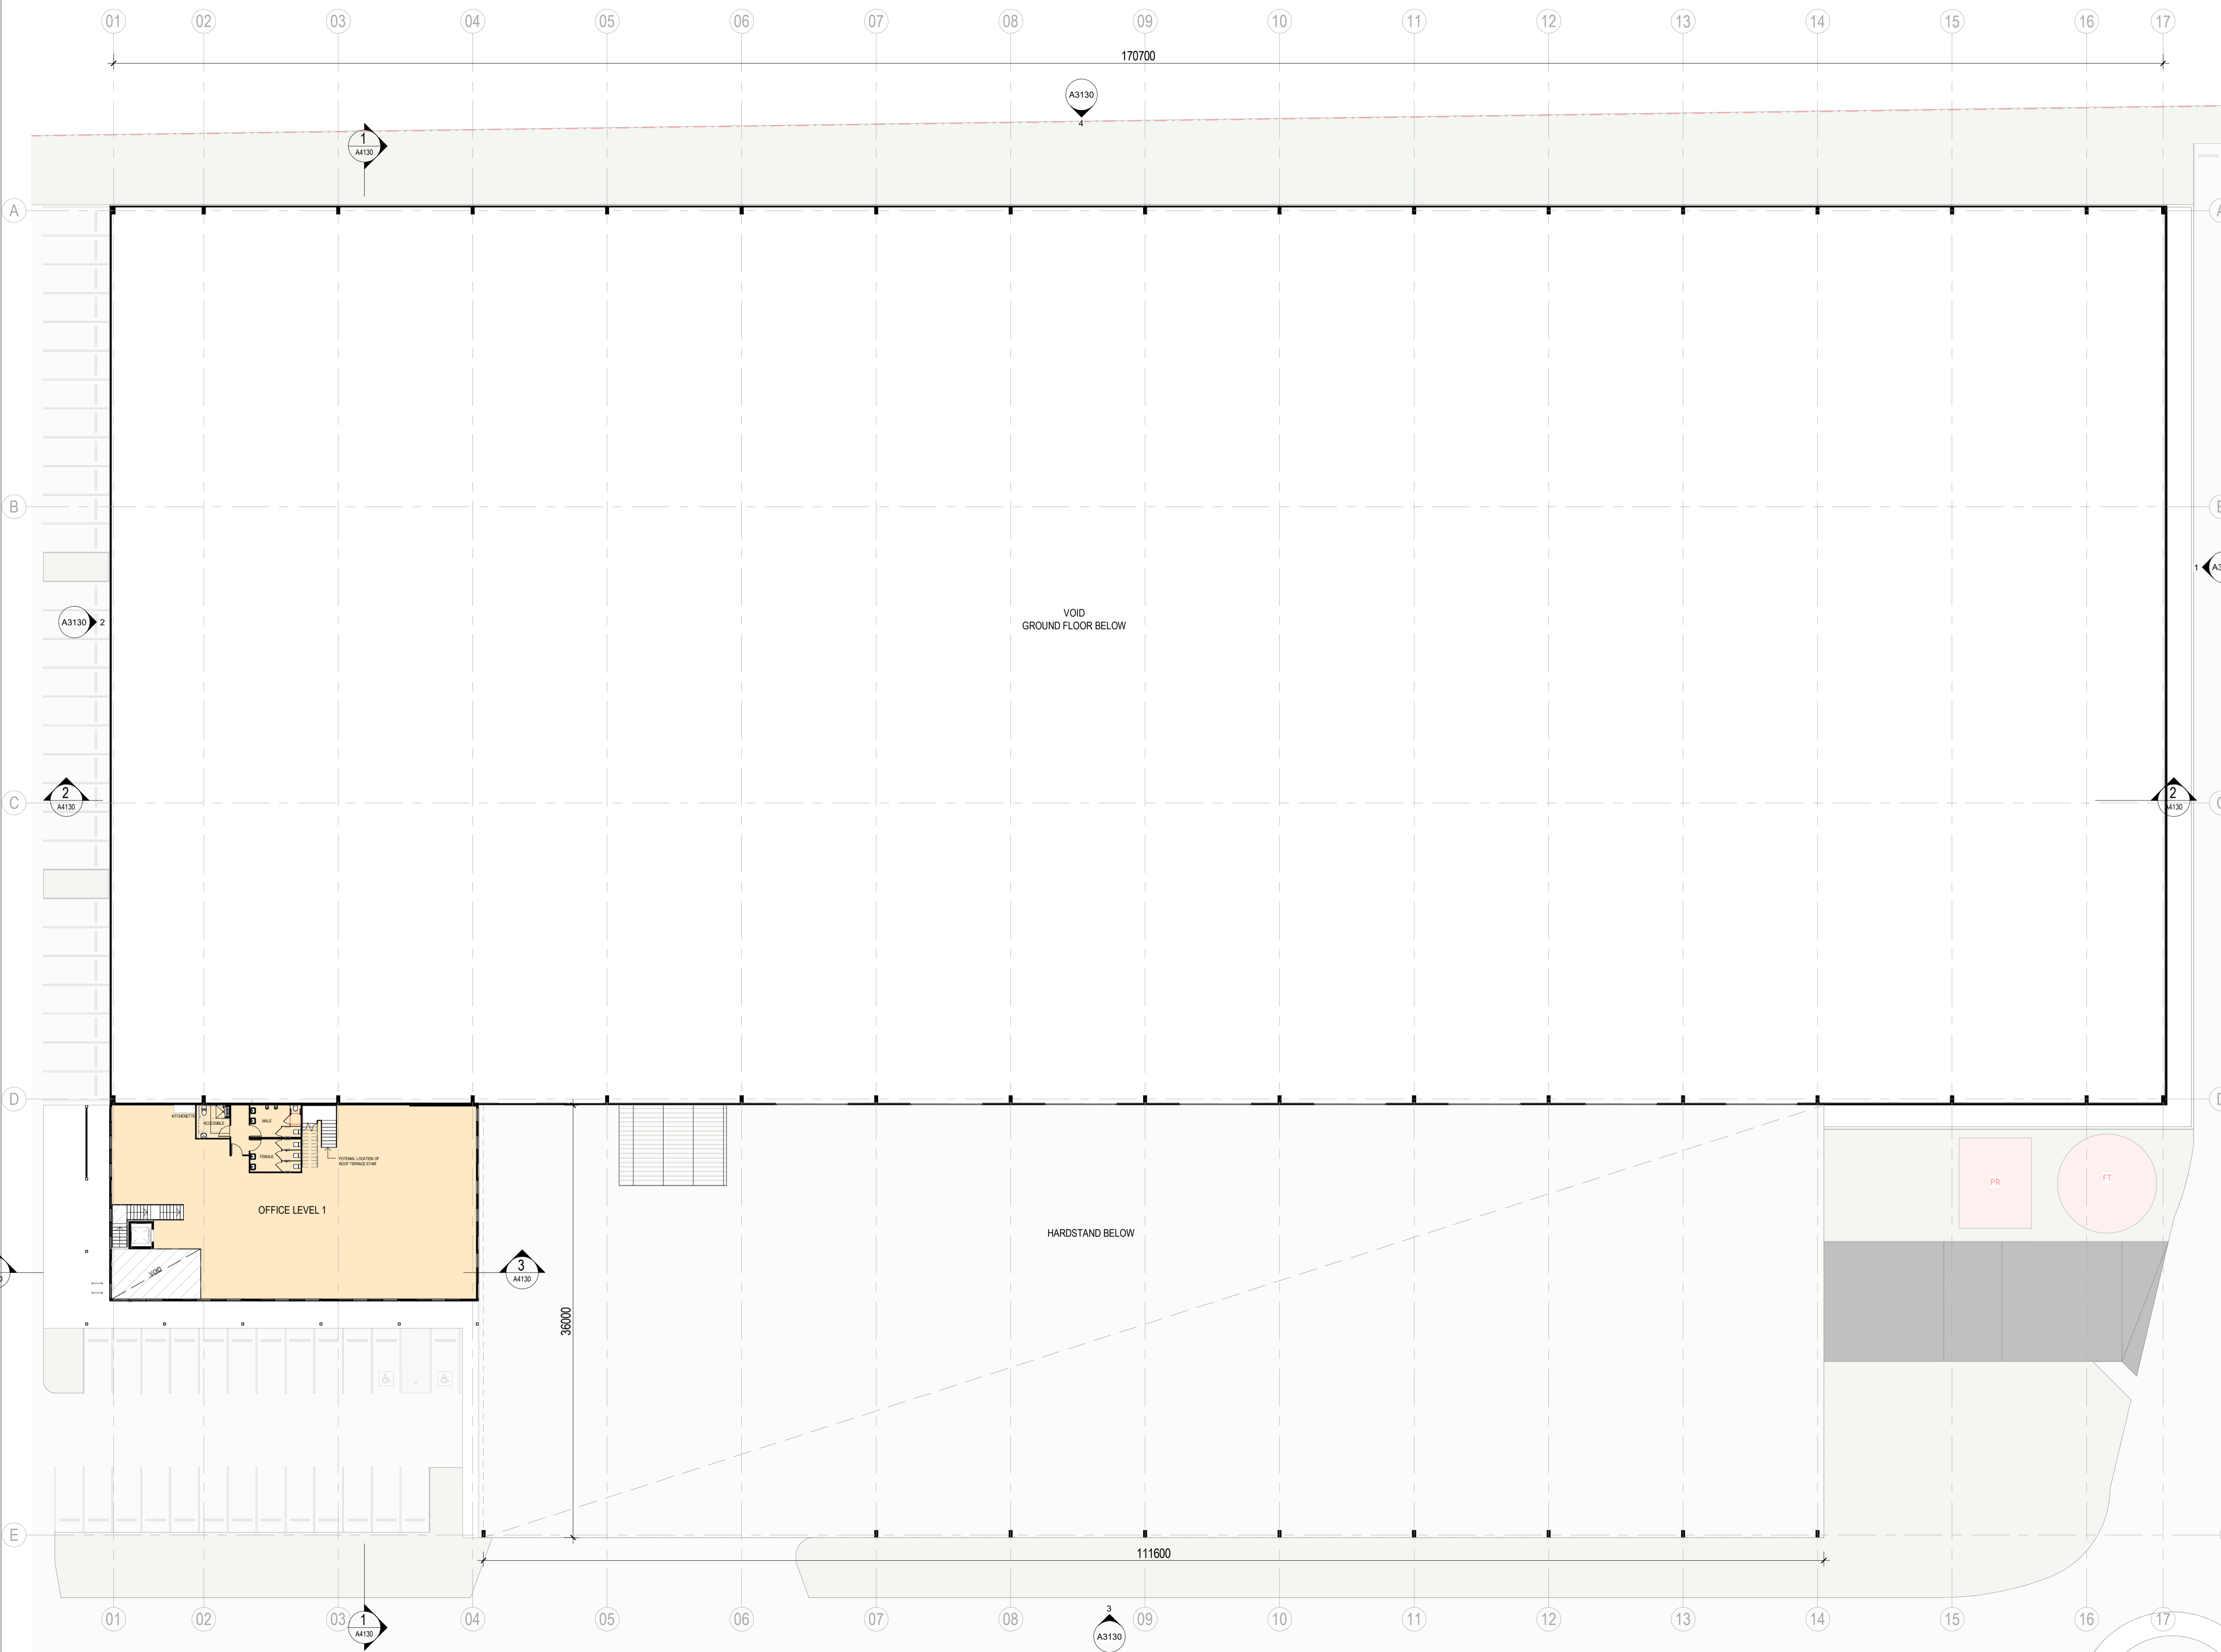 01 02 03 04 05 06 07 08 09 10 11 12 13 14 15 16 17
170700
A3130
4
1
A4130
A
A
B
VOID
GROUND FLOOR BELOW
1
A3130 2
2
A4130
2
A4130
C
D
KITCHENETTE
ACCESSIBLE
MALE
FEMALE
POTENIAL LOCATION OF
ROOF TERRACE STAIR
PR
FT
OFFICE LEVEL 1
HARDSTAND BELOW
VOID
3
A4130
36000
E
111600
01 02 03 04 05 06 07 08 09 10 11 12 13 14 15 16 17
1
A4130
3
A3130